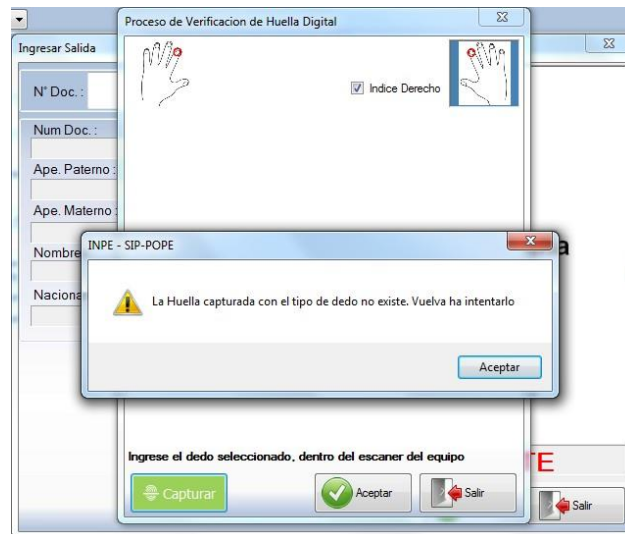 Proceso de Verificacion de Huella Digital
Ingresar Salida
Indice Derecho
N° Doc. :
Num Doc. :
Ape. Paterno :
Ape. Materno :
INPE - SIP-POPE
La Huella capturada con el tipo de dedo no existe. Vuelva ha intentarlo
Aceptar
Ingrese el dedo seleccionado, dentro del escaner del equipo
Capturar
Aceptar
Salir
Salir